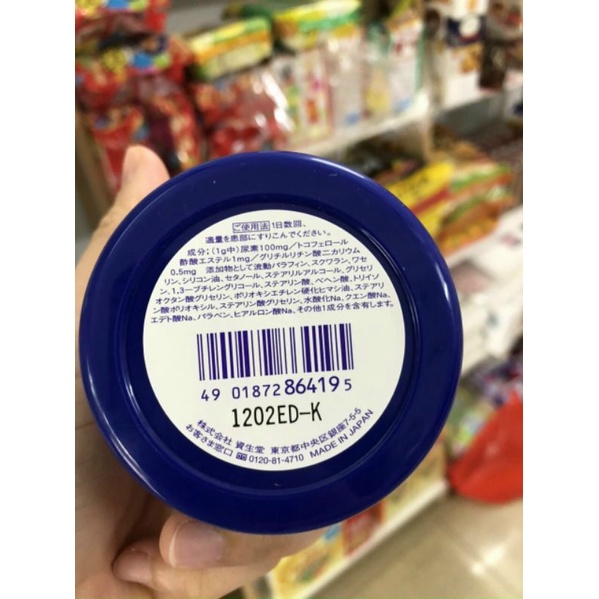 ご使用法 1日数回、
適量を患部にすりこんでください。
成分:(1g中)尿素100mg/トコフェロール
酢酸エステル1mg/グリチルリチン酸二カリウム
0.5mg 添加物として流動パラフィン、スクワラン、ワセ
リン、シリコン油、セタノール、ステアリルアルコール、グリセリ
ン、1,3-ブチレングリコール、ステアリン酸、ベヘン酸、トリイソ
オクタン酸グリセリン、ポリオキシエチレン硬化ヒマシ油、ステアリ
ン酸ポリオキシル、ステアリン酸グリセリン、水酸化Na、クエン酸Na、
エデト酸Na、パラベン、ヒアルロン酸Na、その他1成分を含有します。
4901872864195
1202ED-K
株式会社 資生堂 東京都中央区銀座7-5-5
お客さま窓口 0120-81-4710 MADE IN JAPAN